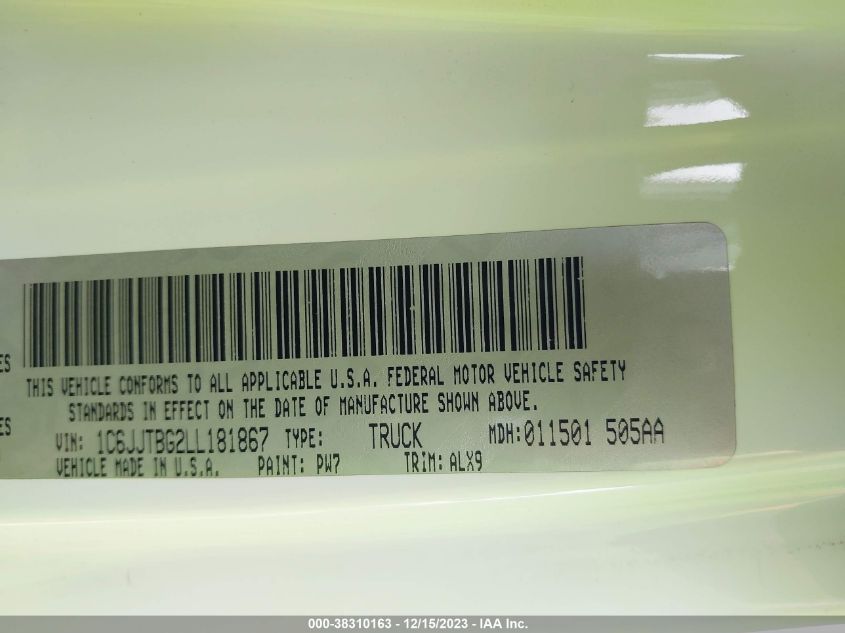 ES
THIS VEHICLE CONFORMS TO ALL APPLICABLE U.S.A. FEDERAL MOTOR VEHICLE SAFETY
STANDARDS IN EFFECT ON THE DATE OF MANUFACTURE SHOWN ABOVE.
ES
VIN: 1C6JJTBG2LL181867 TYPE: TRUCK MDH:011501 505AA
VEHICLE MADE IN U.S.A. PAINT: PW7 TRIM: ALX9
000-38310163 - 12/15/2023 - IAA Inc.